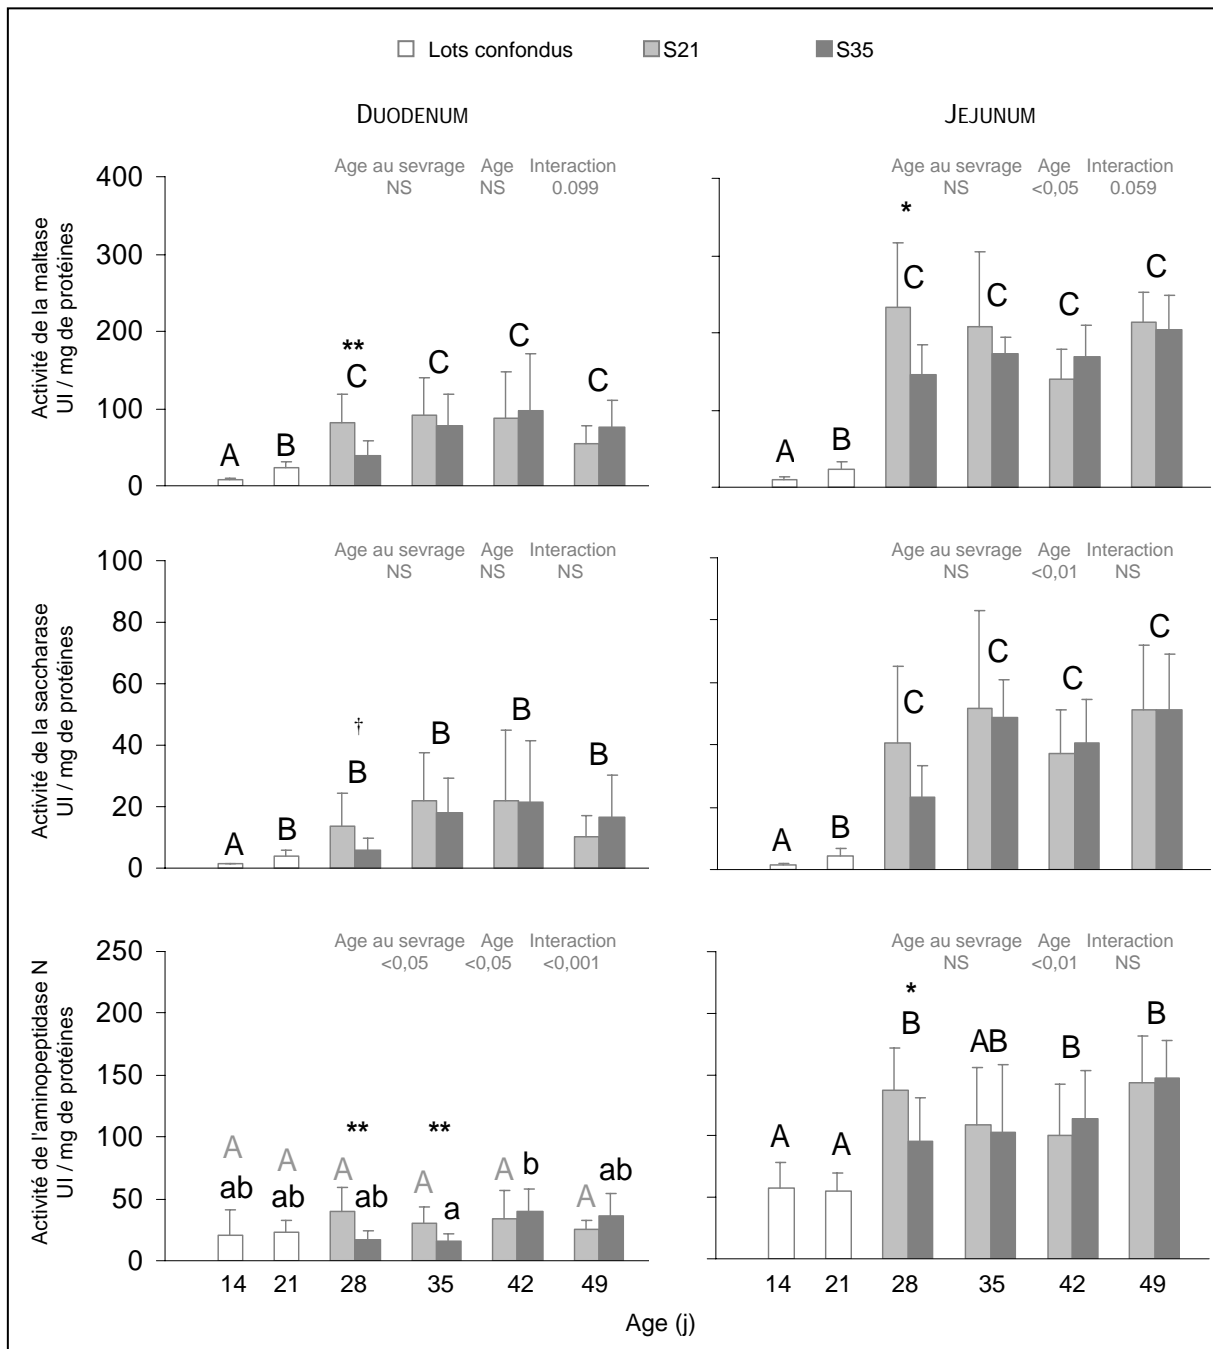 Lots confondus S21 S35
DUODENUM JEJUNUM
Age au sevrage Age Interaction
NS NS 0.099
Age au sevrage Age Interaction
NS <0,05 0.059
Activité de la maltase
UI / mg de protéines
400
300
200
100
0
A B ** C C C C
A B * C C C C
Age au sevrage Age Interaction
NS NS NS
Age au sevrage Age Interaction
NS <0,01 NS
Activité de la saccharase
UI / mg de protéines
100
80
60
40
20
0
A B † B B B B
A B C C C C
Age au sevrage Age Interaction
<0,05 <0,05 <0,001
Age au sevrage Age Interaction
NS <0,01 NS
Activité de l'aminopeptidase N
UI / mg de protéines
250
200
150
100
50
0
** **
A A A A A A
ab ab ab a b ab
*
A A B AB B B
14 21 28 35 42 49
14 21 28 35 42 49
Age (j)